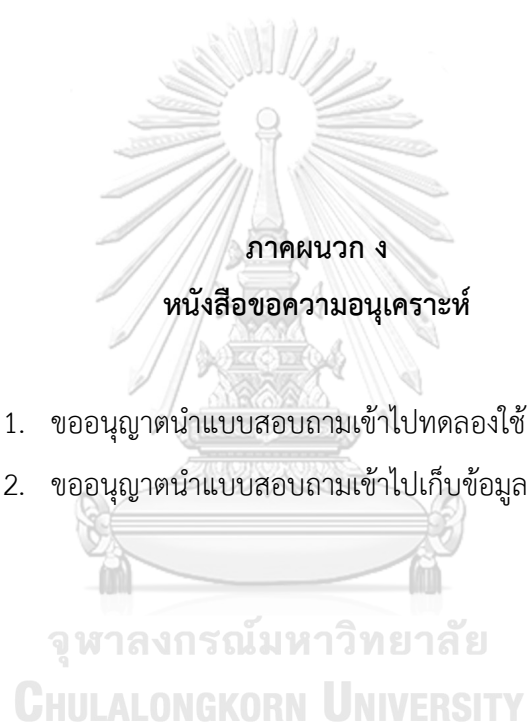 ภาคผนวก ง
หนังสือขอความอนุเคราะห์
1. ขออนุญาตนำแบบสอบถามเข้าไปทดลองใช้
2. ขออนุญาตนำแบบสอบถามเข้าไปเก็บข้อมูล
จุฬาลงกรณ์มหาวิทยาลัย
CHULALONGKORN UNIVERSITY